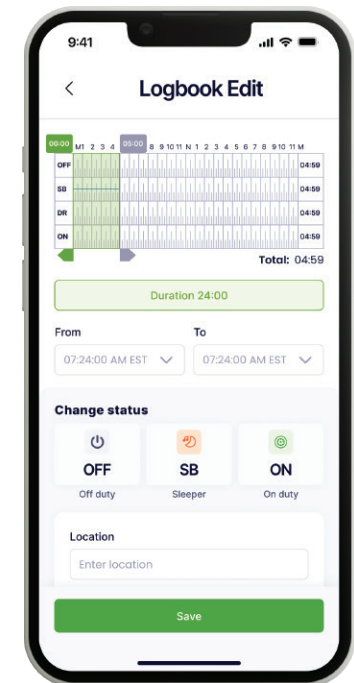 9:41
Logbook Edit
00:00 M1 2 3 4 05:00 8 9 10 11 N 1 2 3 4 5 6 7 8 9 10 11 M
OFF 04:59
SB 04:59
DR 04:59
ON 04:59
Total: 04:59
Duration 24:00
From To
07:24:00 AM EST 07:24:00 AM EST
Change status
OFF SB ON
Off duty Sleeper On duty
Location
Enter location
Save